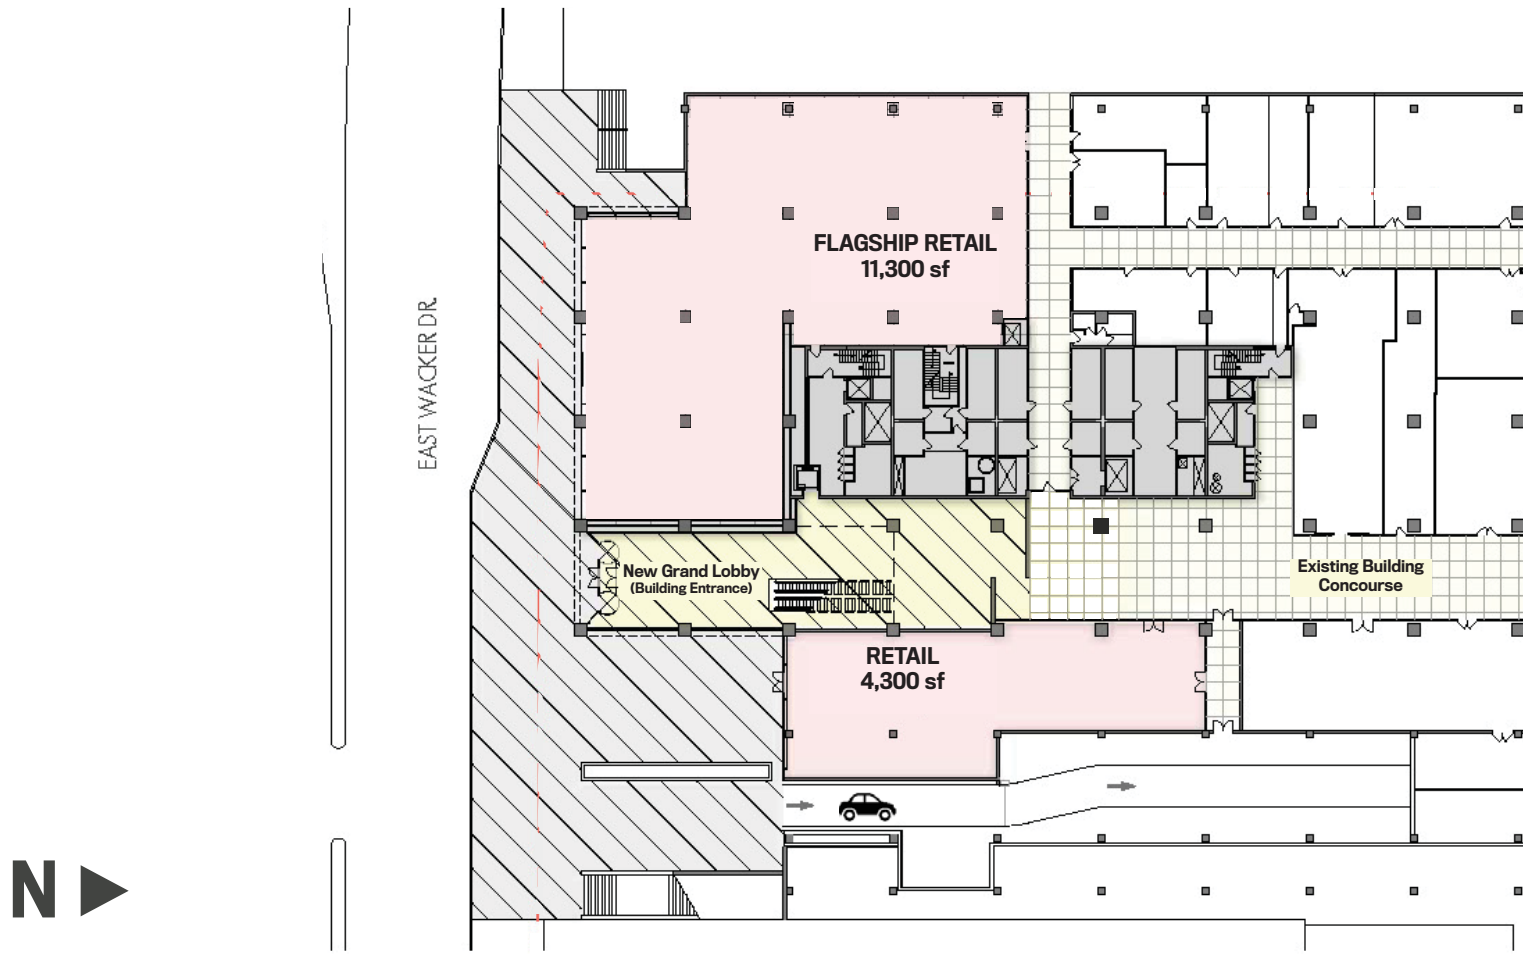 FLAGSHIP RETAIL
11,300 sf
EAST WACKER DR.
New Grand Lobby
(Building Entrance)
Existing Building
Concourse
RETAIL
4,300 sf
N